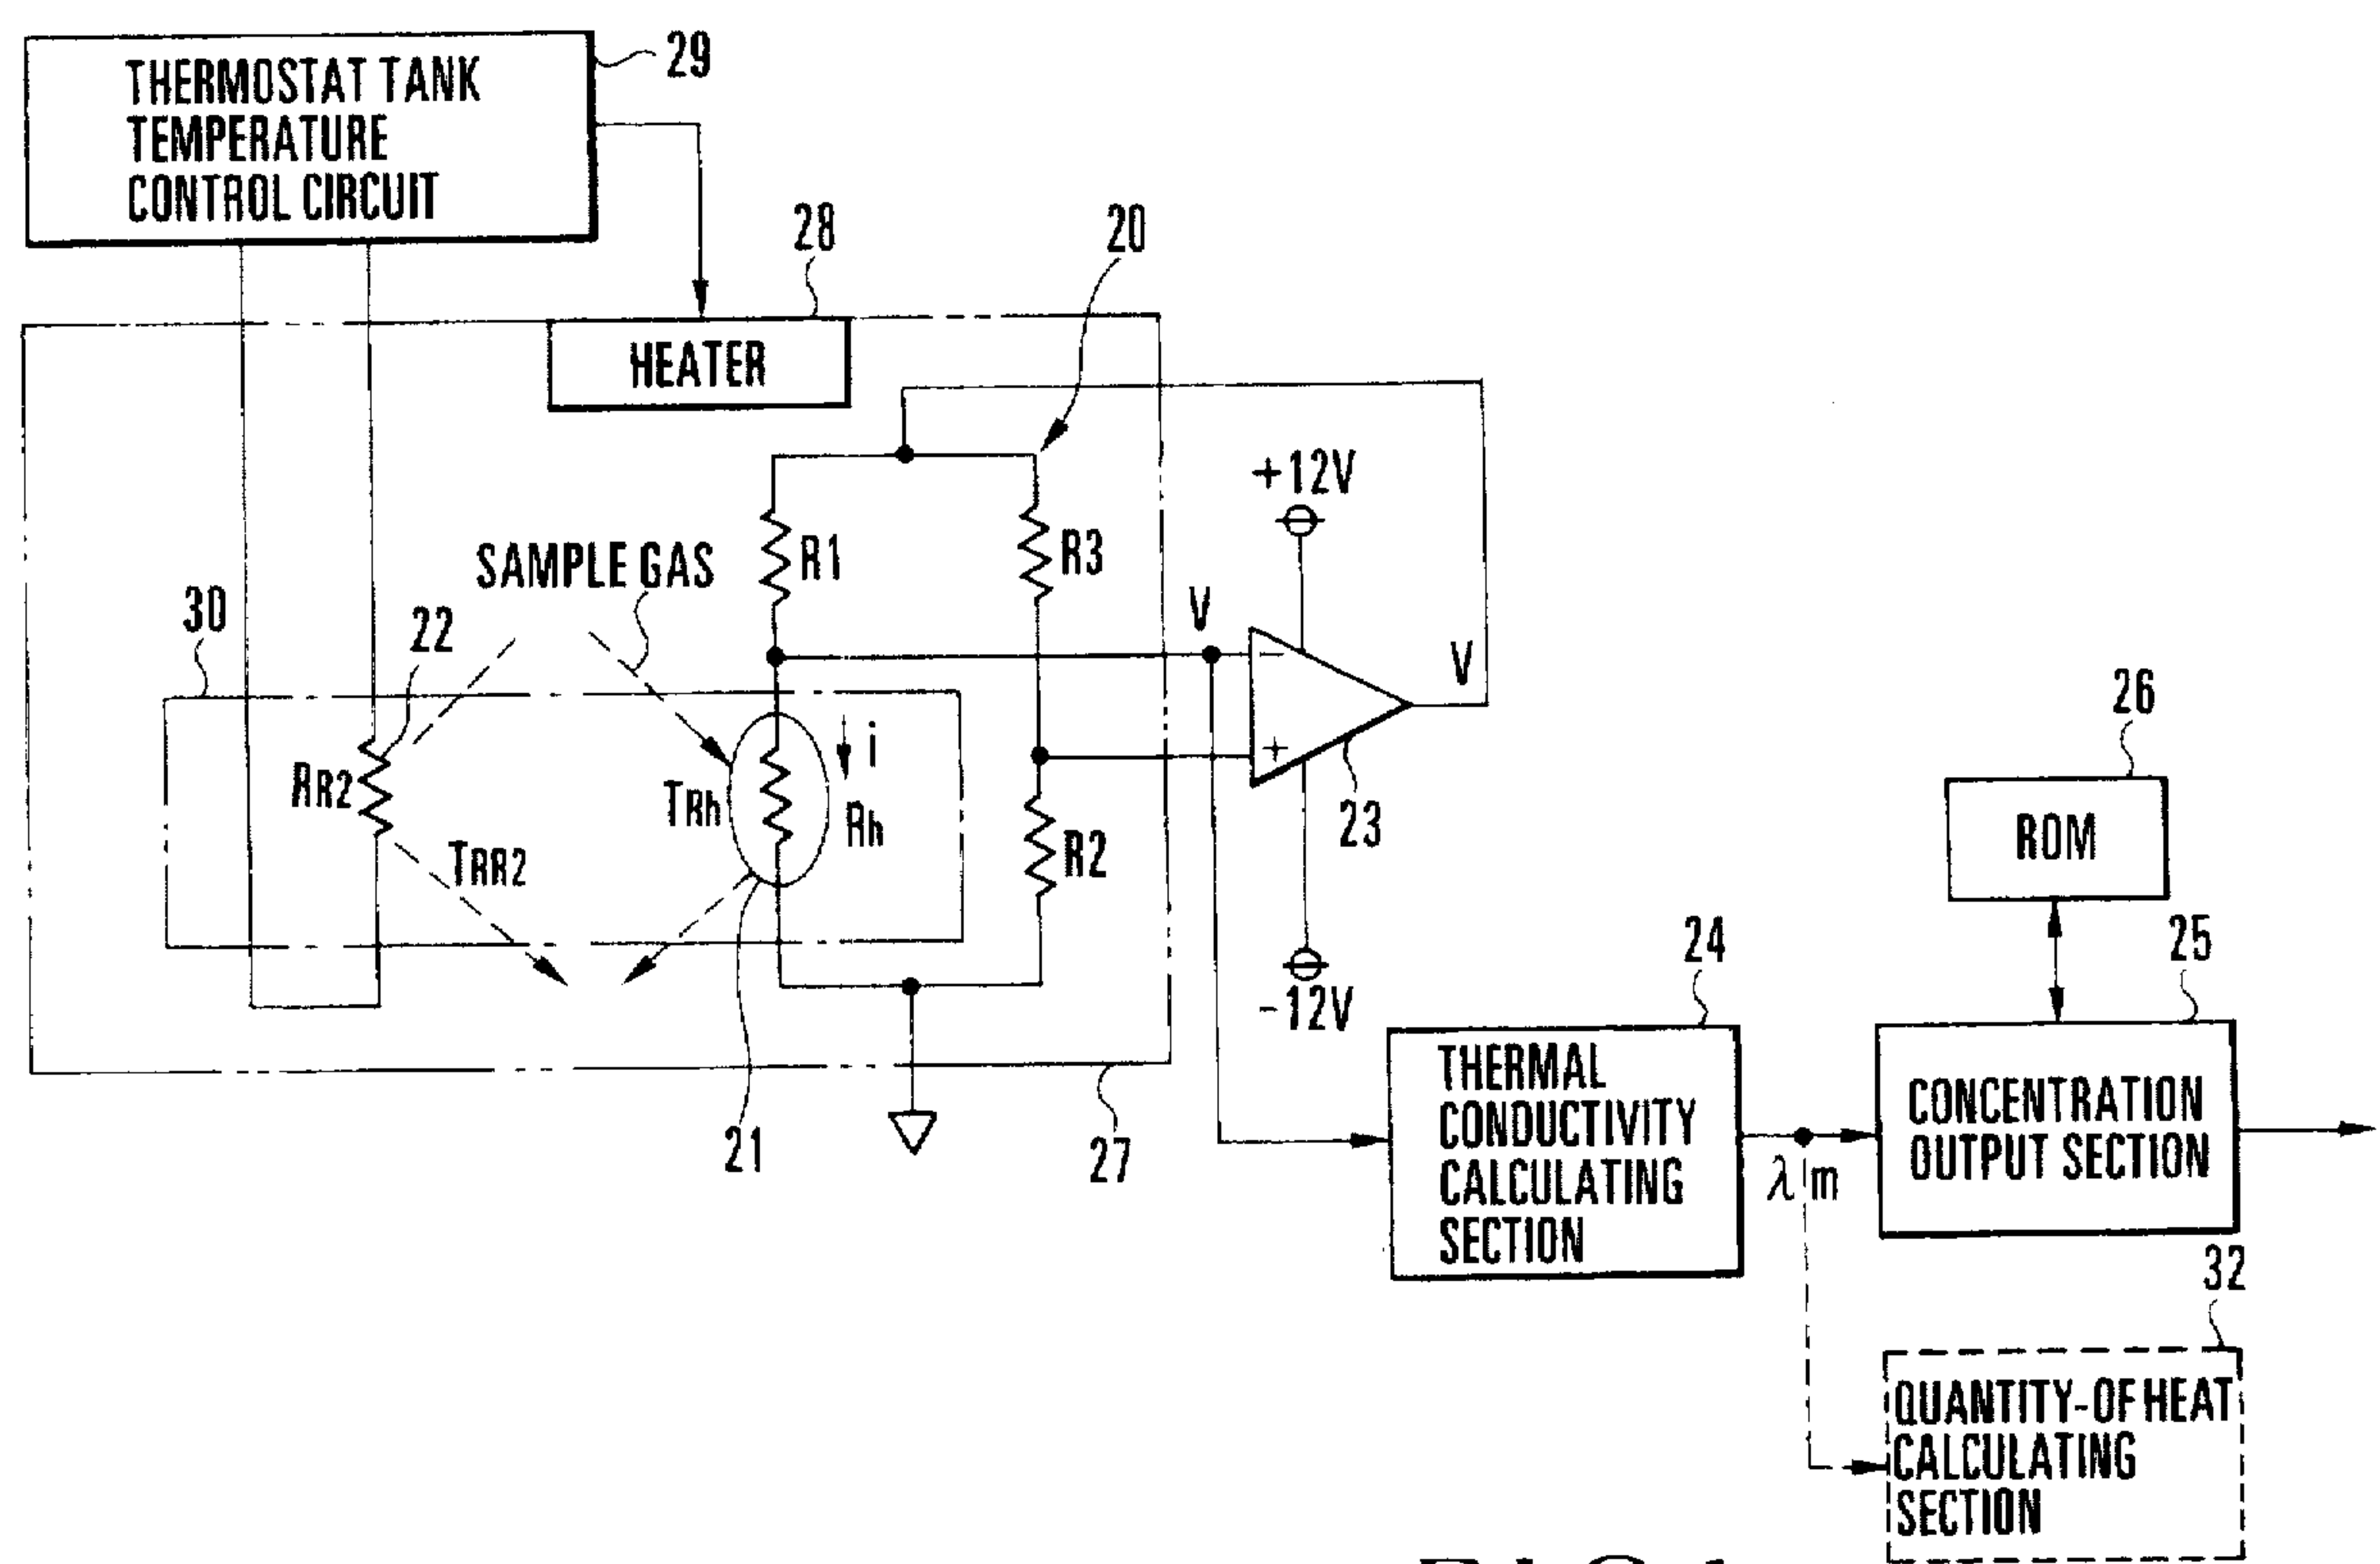 THERMOSTAT TANK
TEMPERATURE
CONTROL CIRCUIT
29
28
20
HEATER
+12V
R1
R3
SAMPLE GAS
30
22
V
V
26
RR2
TRh
i
Rh
23
ROM
R2
TRR2
24
25
-12V
THERMAL
CONDUCTIVITY
CALCULATING
SECTION
CONCENTRATION
OUTPUT SECTION
21
27
λm
32
QUANTITY-OF HEAT
CALCULATING
SECTION